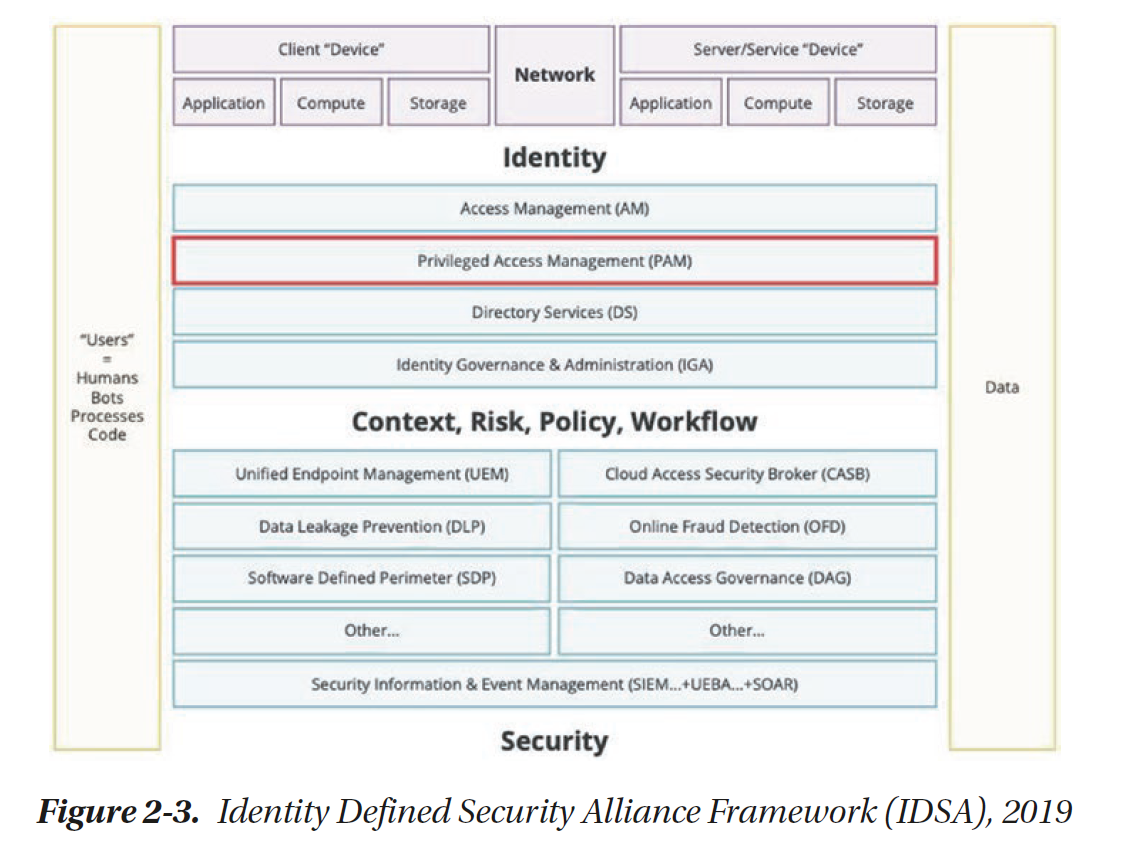 Client “Device”
Network
Server/Service “Device”
Application
Compute
Storage
Application
Compute
Storage
Identity
Access Management (AM)
Privileged Access Management (PAM)
Directory Services (DS)
Identity Governance & Administration (IGA)
“Users”
=
Humans
Bots
Processes
Code
Data
Context, Risk, Policy, Workflow
Unified Endpoint Management (UEM)
Cloud Access Security Broker (CASB)
Data Leakage Prevention (DLP)
Online Fraud Detection (OFD)
Software Defined Perimeter (SDP)
Data Access Governance (DAG)
Other...
Other...
Security Information & Event Management (SIEM...+UEBA...+SOAR)
Security
Figure 2-3. Identity Defined Security Alliance Framework (IDSA), 2019